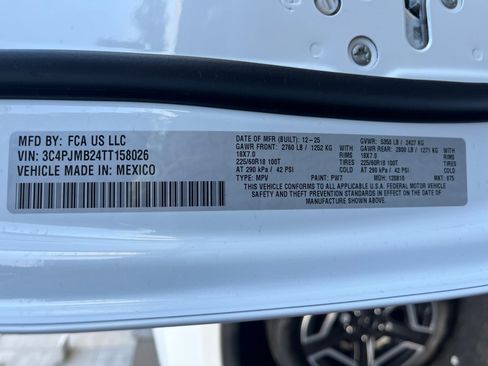 MFD BY: FCA US LLC
VIN: 3C4PJMB24TT158026
VEHICLE MADE IN: MEXICO
DATE OF MFR (BUILT): 12-25
GAWR FRONT: 2760 LB / 1252 KG
18X7.0 RIMS
225/60R18 100T WITH
AT 290 kPa / 42 PSI COLD
TYPE: MPV PAINT: PW7
GVWR: 5350 LB / 2427 KG
GAWR REAR: 2800 LB / 1271 KG
18X7.0 RIMS
225/60R18 100T WITH
AT 290 kPa / 42 PSI COLD
MDH: 120810 MKT: 975
THIS VEHICLE CONFORMS TO ALL APPLICABLE U.S.A. FEDERAL MOTOR VEHICLE
SAFETY AND THEFT PREVENTION STANDARDS IN EFFECT ON THE DATE OF
MANUFACTURE SHOWN ABOVE.